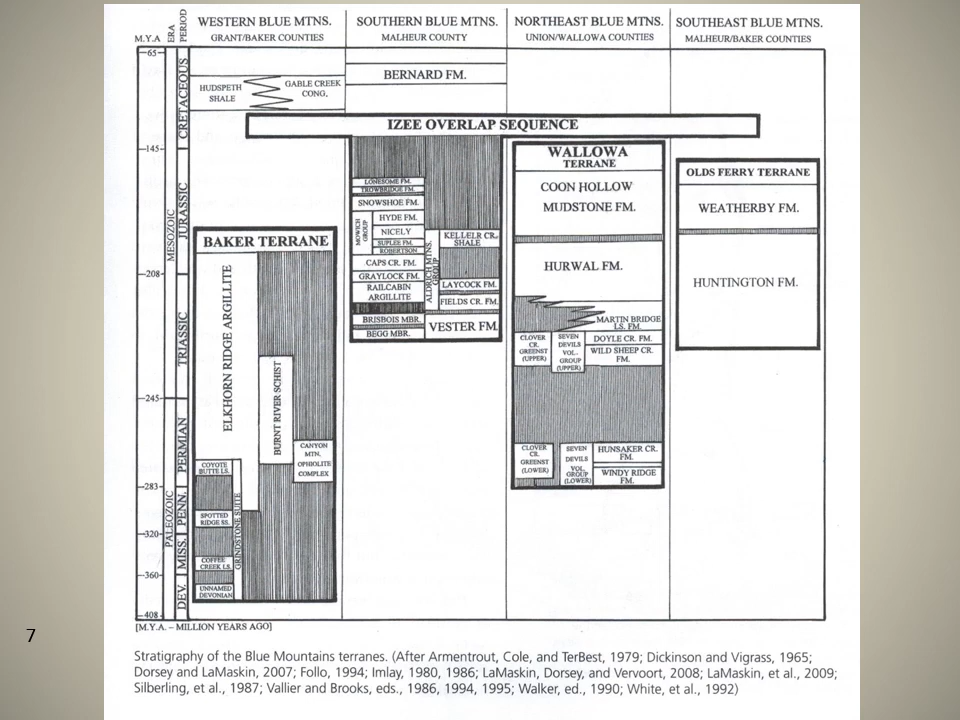 WESTERN BLUE MTNS.
GRANT/BAKER COUNTIES
SOUTHERN BLUE MTNS.
MALHEUR COUNTY
NORTHEAST BLUE MTNS.
UNION/WALLOWA COUNTIES
SOUTHEAST BLUE MTNS.
MALHEUR/BAKER COUNTIES
M.Y.A
ERA
PERIOD
65
145
208
245
283
320
360
408
MESOZOIC
PALEOZOIC
CRETACEOUS
JURASSIC
TRIASSIC
PERMIAN
PENN.
MISS.
DEV.
HUDSPETH
SHALE
GABLE CREEK
CONG.
BERNARD FM.
IZEE OVERLAP SEQUENCE
BAKER TERRANE
ELKHORN RIDGE ARGILLITE
BURNT RIVER SCHIST
CANYON
MTN.
OPHIOLITE
COMPLEX
COYOTE
BUTTE LS.
SPOTTED
RIDGE SS.
COFFEE
CREEK LS.
UNNAMED
DEVONIAN
GRINDSTONE SUITE
LONESOME FM.
TROWBRIDGE FM.
SNOWSHOE FM.
MOWICH
GROUP
HYDE FM.
NICELY
SUPLEE FM.
ROBERTSON
CAPS CR. FM.
GRAYLOCK FM.
RAILCABIN
ARGILLITE
BRISBOIS MBR.
BEGG MBR.
ALDRICH MTNS.
GROUP
KELLELR CR.
SHALE
LAYCOCK FM.
FIELDS CR. FM.
VESTER FM.
WALLOWA
TERRANE
COON HOLLOW
MUDSTONE FM.
HURWAL FM.
MARTIN BRIDGE
LS. FM.
CLOVER
CR.
GREENST
(UPPER)
SEVEN
DEVILS
VOL.
GROUP
(UPPER)
DOYLE CR. FM.
WILD SHEEP CR.
FM.
CLOVER
CR.
GREENST
(LOWER)
SEVEN
DEVILS
VOL.
GROUP
(LOWER)
HUNSAKER CR.
FM.
WINDY RIDGE
FM.
OLDS FERRY TERRANE
WEATHERBY FM.
HUNTINGTON FM.
[M.Y.A. – MILLION YEARS AGO]
7
Stratigraphy of the Blue Mountains terranes. (After Armentrout, Cole, and TerBest, 1979; Dickinson and Vigrass, 1965;
Dorsey and LaMaskin, 2007; Follo, 1994; Imlay, 1980, 1986; LaMaskin, Dorsey, and Vervoort, 2008; LaMaskin, et al., 2009;
Silberling, et al., 1987; Vallier and Brooks, eds., 1986, 1994, 1995; Walker, ed., 1990; White, et al., 1992)